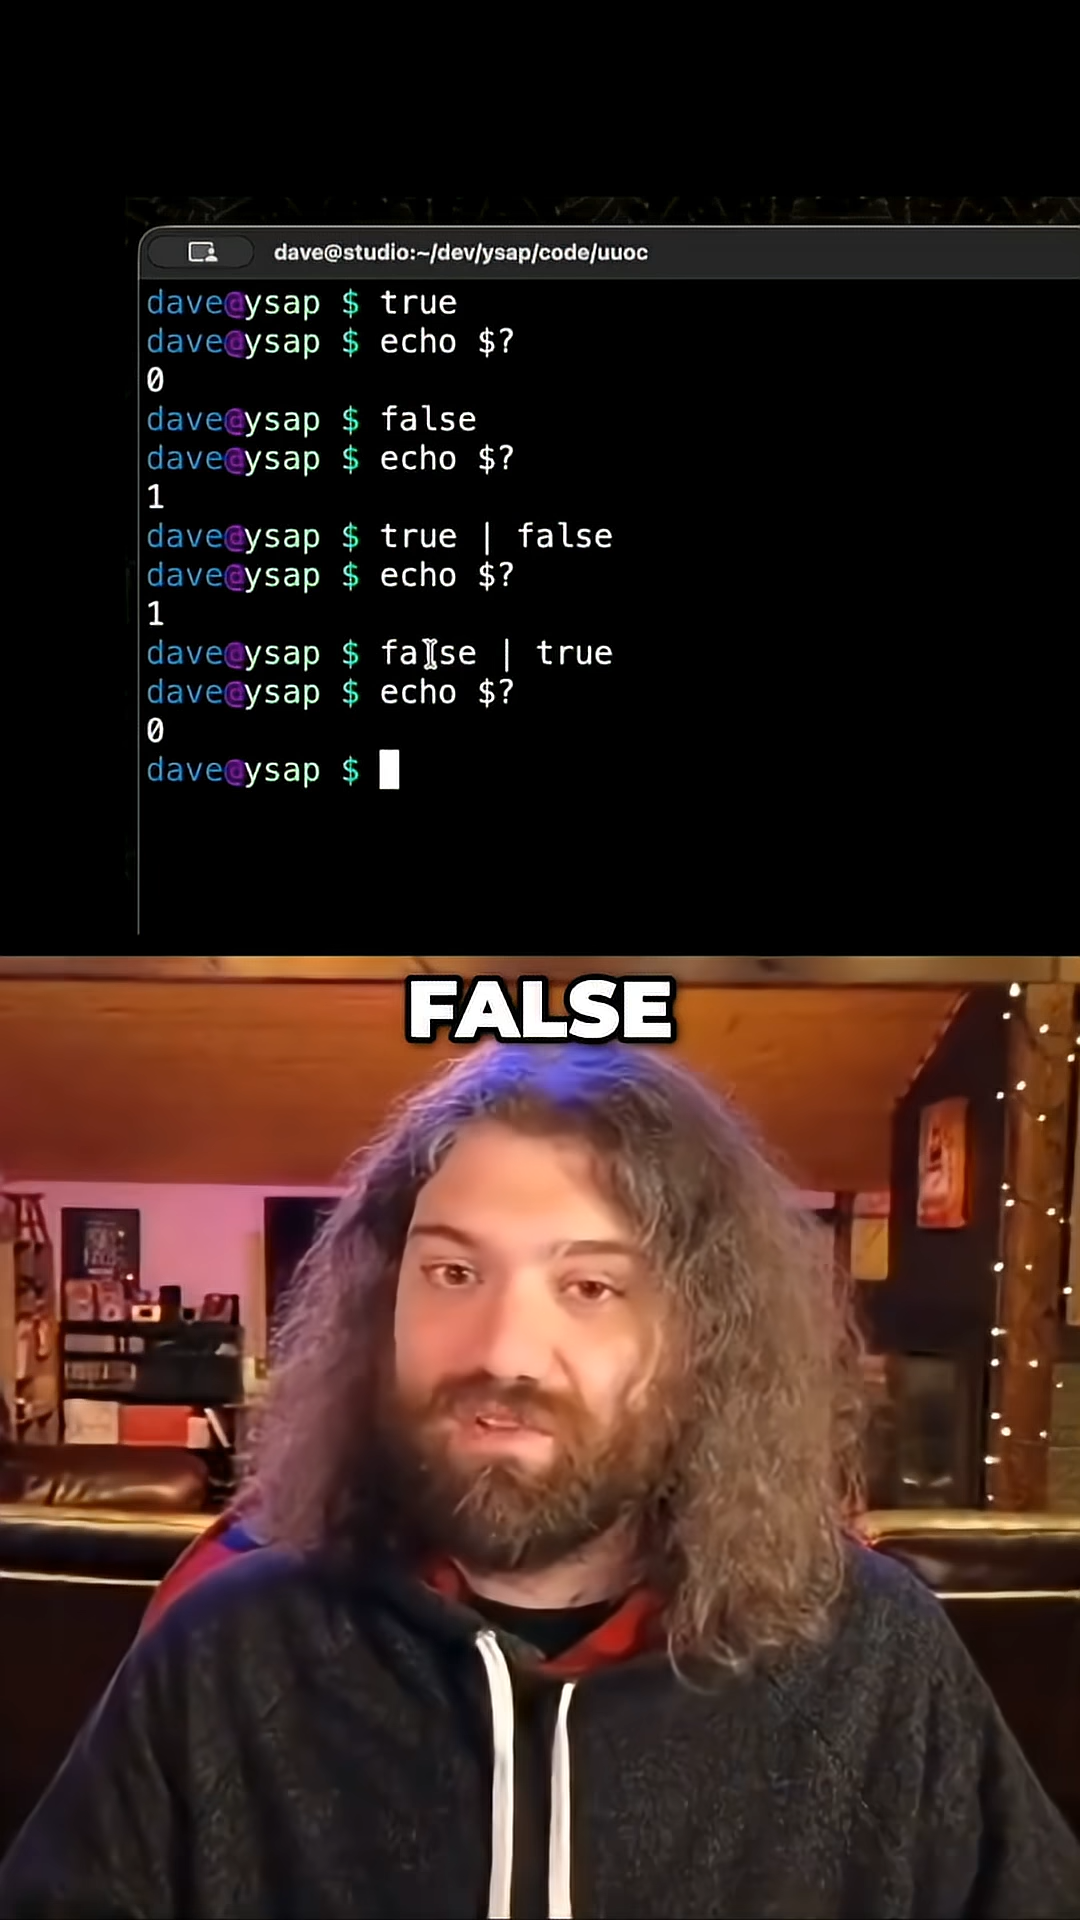 dave@studio:~/dev/ysap/code/uuoc
dave@ysap $ true
dave@ysap $ echo $?
0
dave@ysap $ false
dave@ysap $ echo $?
1
dave@ysap $ true | false
dave@ysap $ echo $?
1
dave@ysap $ false | true
dave@ysap $ echo $?
0
dave@ysap $
FALSE